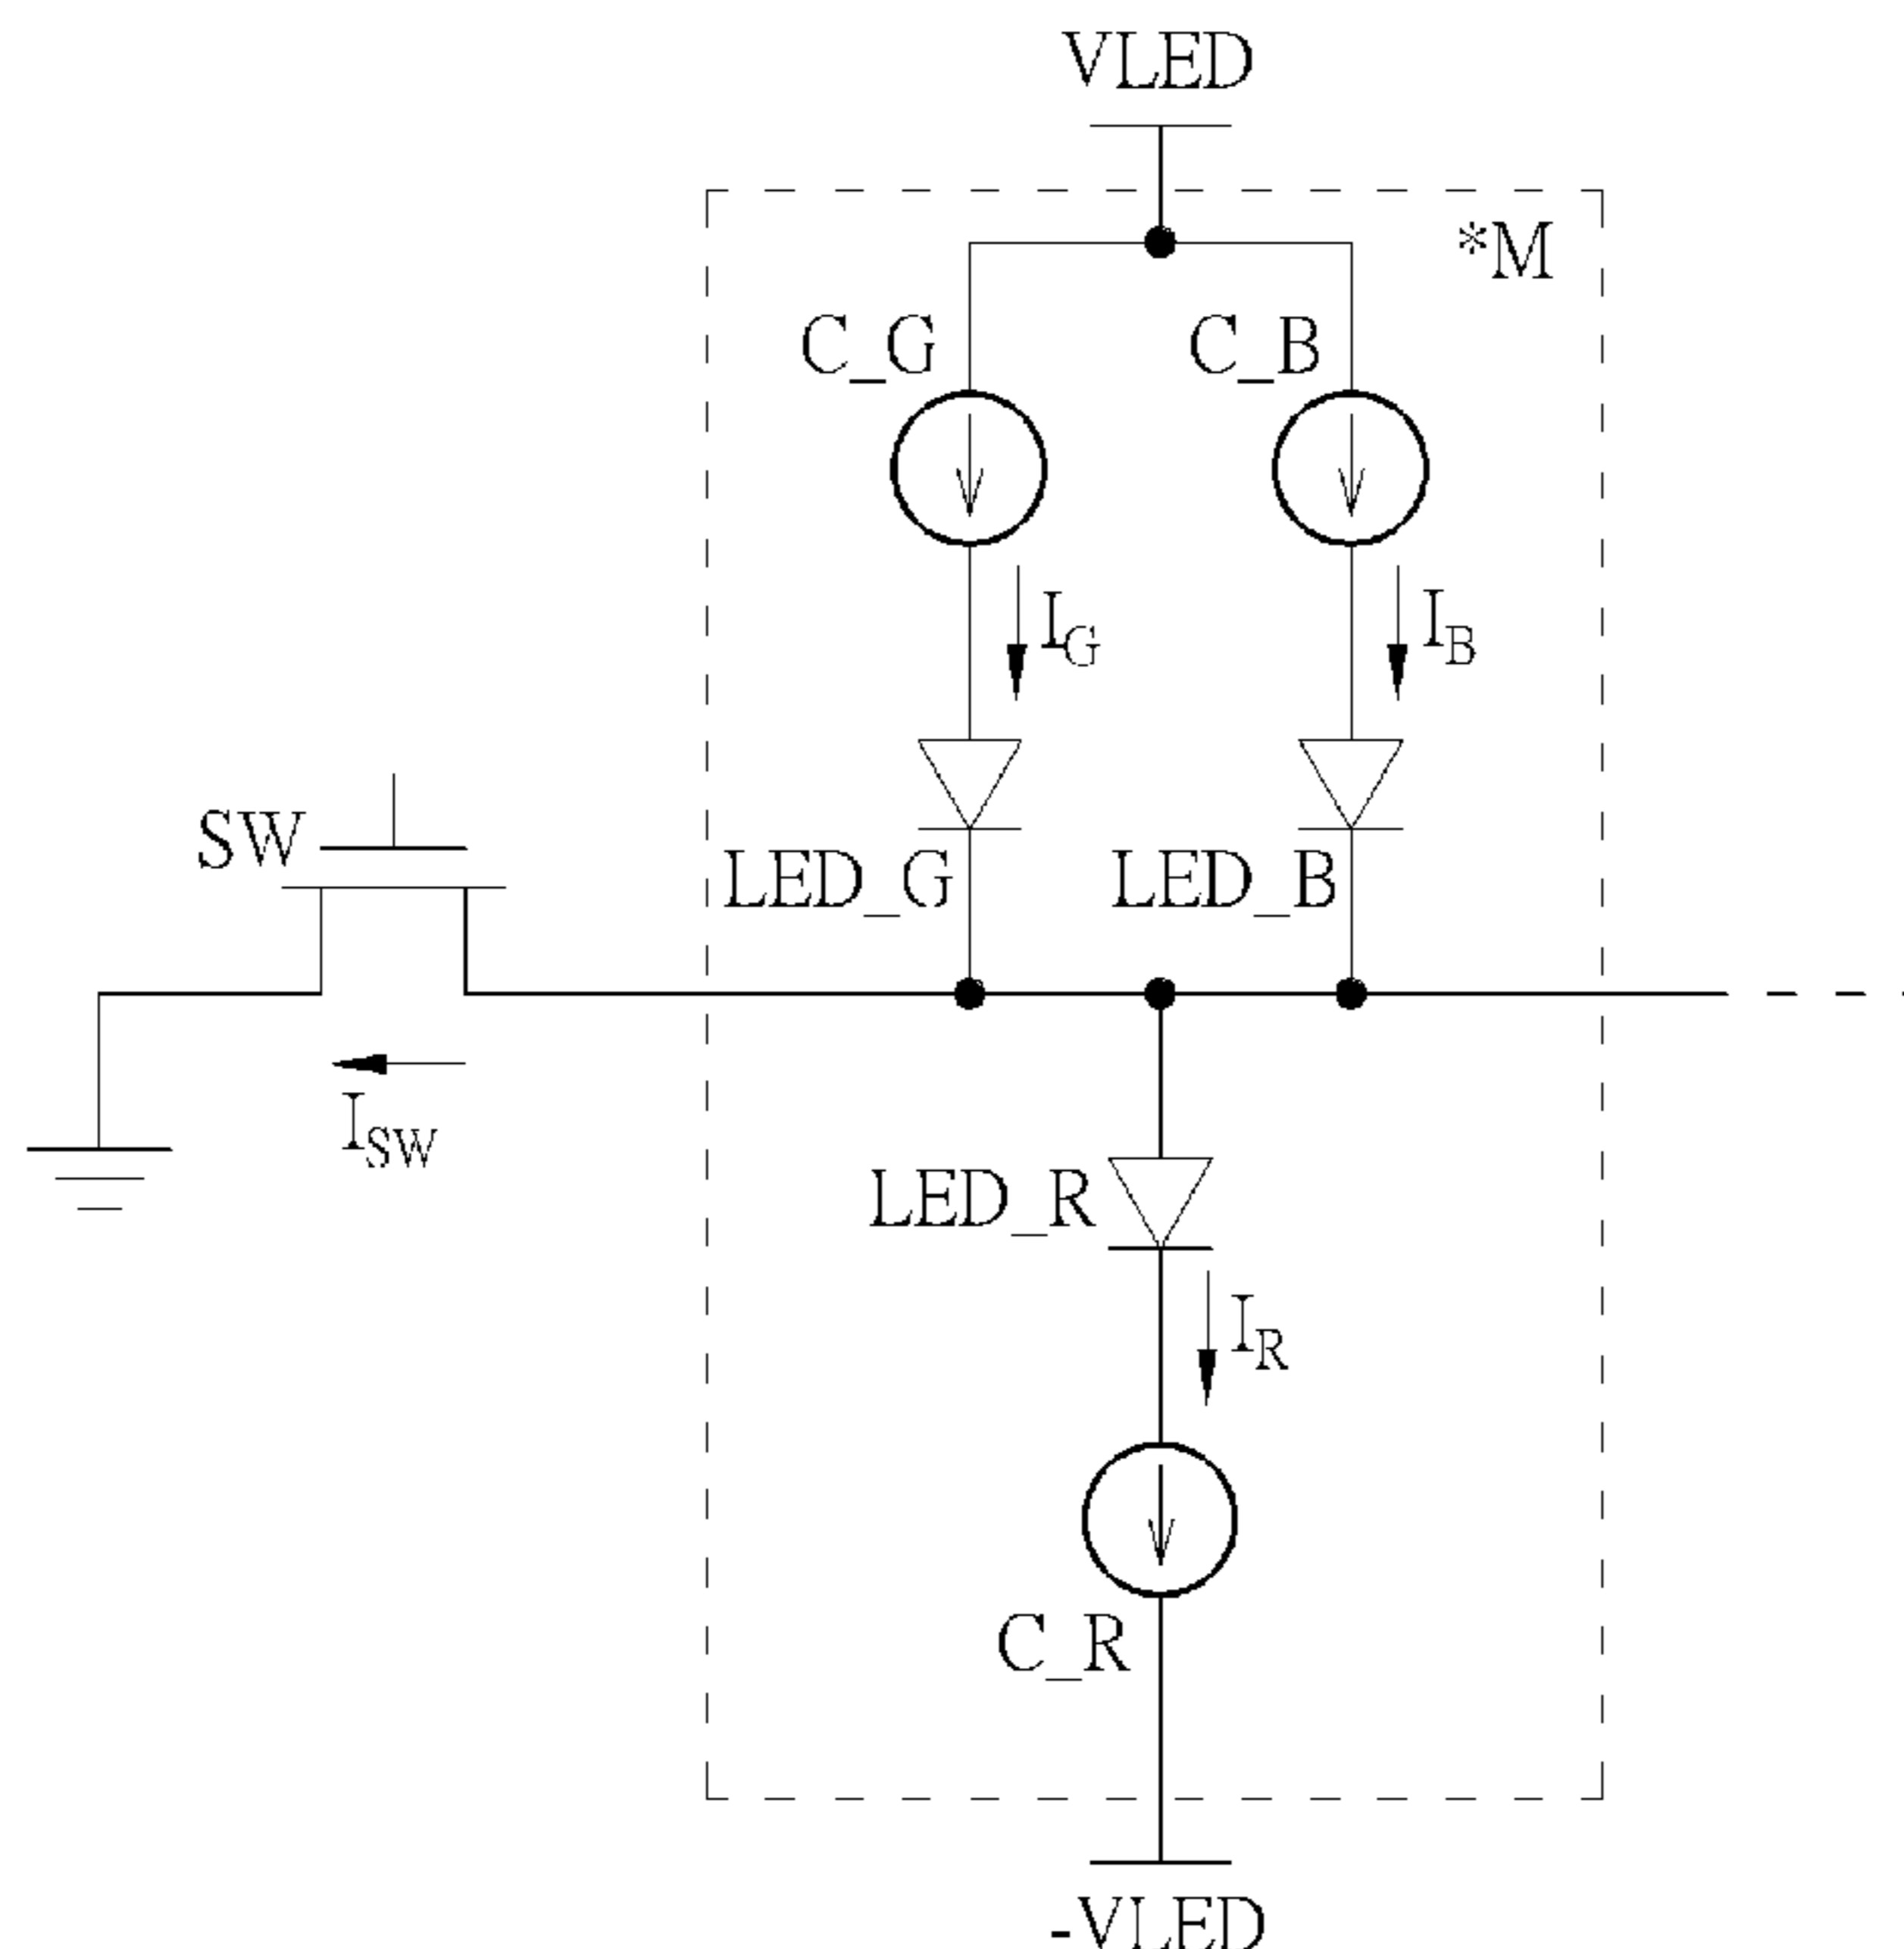 VLED
*M
C_G
C_B
I_G
I_B
SW
LED_G
LED_B
I_SW
LED_R
I_R
C_R
-VLED